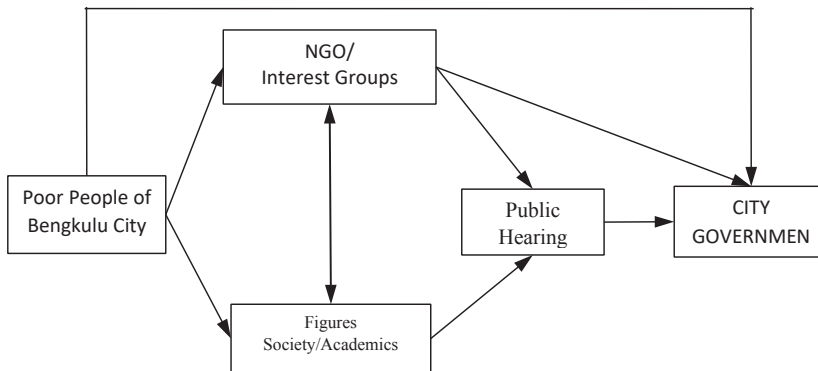 NGO/
Interest Groups
Poor People of
Bengkulu City
Public
Hearing
CITY
GOVERNMEN
Figures
Society/Academics